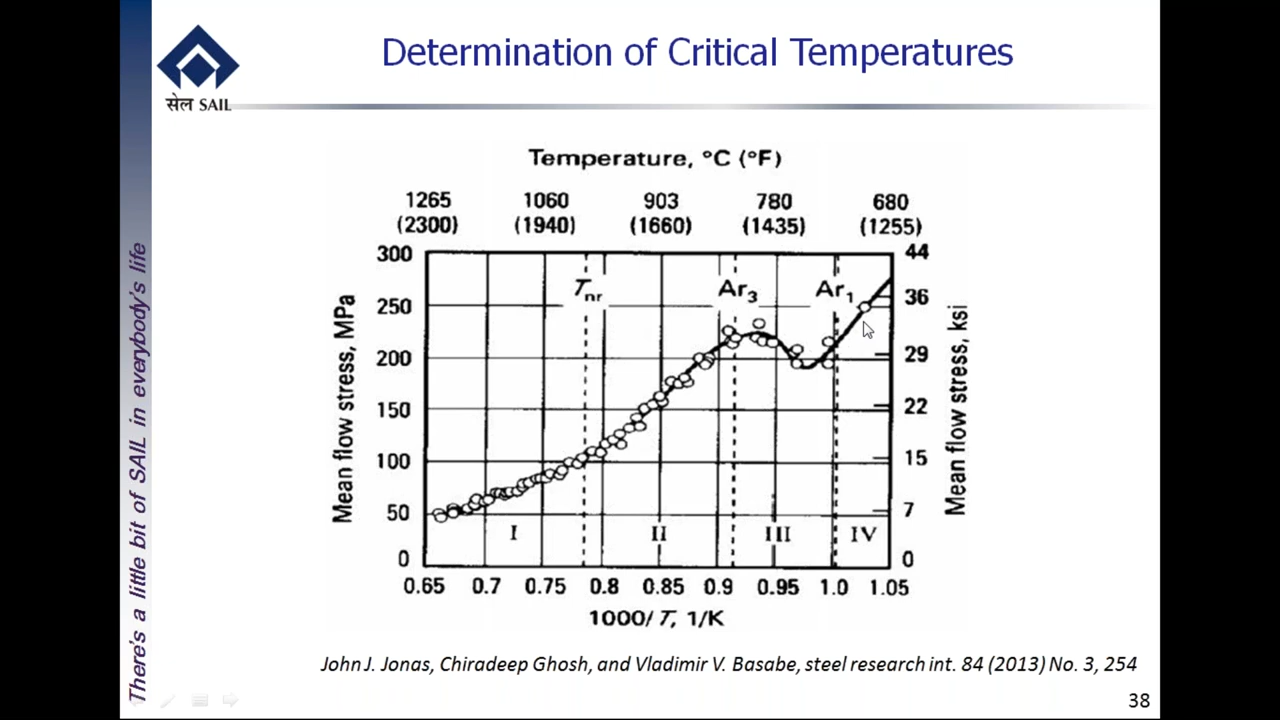 Determination of Critical Temperatures
सेल SAIL
There's a little bit of SAIL in everybody's life
Temperature, °C (°F)
1265 1060 903 780 680
(2300) (1940) (1660) (1435) (1255)
300 44
250 36
200 29
150 22
100 15
50 7
0 0
Mean flow stress, MPa
Mean flow stress, ksi
Tnr Ar3 Ar1
I II III IV
0.65 0.7 0.75 0.8 0.85 0.9 0.95 1.0 1.05
1000/T, 1/K
John J. Jonas, Chiradeep Ghosh, and Vladimir V. Basabe, steel research int. 84 (2013) No. 3, 254
38